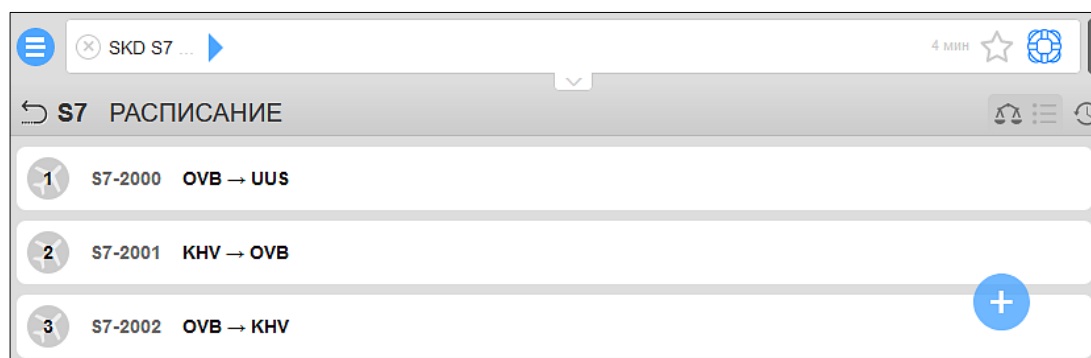 SKD S7 ... 4 мин
S7 РАСПИСАНИЕ
1 S7-2000 OVB → UUS
2 S7-2001 KHV → OVB
3 S7-2002 OVB → KHV